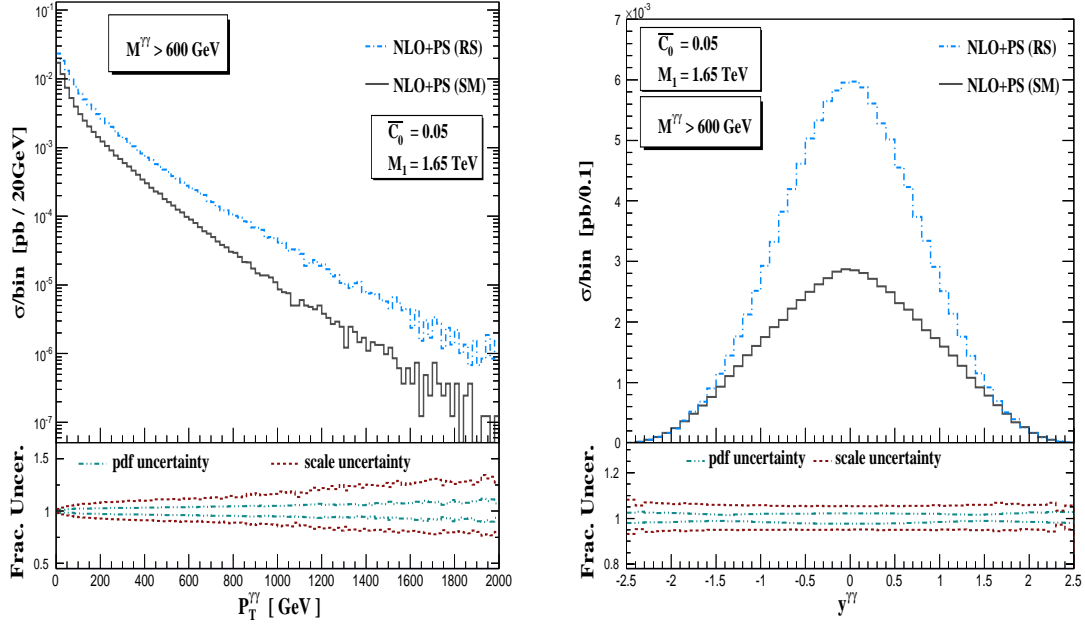 10⁻¹
10⁻²
10⁻³
10⁻⁴
10⁻⁵
10⁻⁶
10⁻⁷
σ/bin [pb / 20GeV]
M^γγ > 600 GeV
NLO+PS (RS)
NLO+PS (SM)
C̅₀ = 0.05
M₁ = 1.65 TeV
1.5
1
0.5
Frac. Uncer.
pdf uncertainty
scale uncertainty
0 200 400 600 800 1000 1200 1400 1600 1800 2000
P_T^γγ [ GeV ]
×10⁻³
7
6
5
4
3
2
1
0
σ/bin [pb/0.1]
C̅₀ = 0.05
M₁ = 1.65 TeV
M^γγ > 600 GeV
NLO+PS (RS)
NLO+PS (SM)
1.2
1.0
0.8
Frac. Uncer.
pdf uncertainty
scale uncertainty
-2.5 -2 -1.5 -1 -0.5 0 0.5 1 1.5 2 2.5
y^γγ